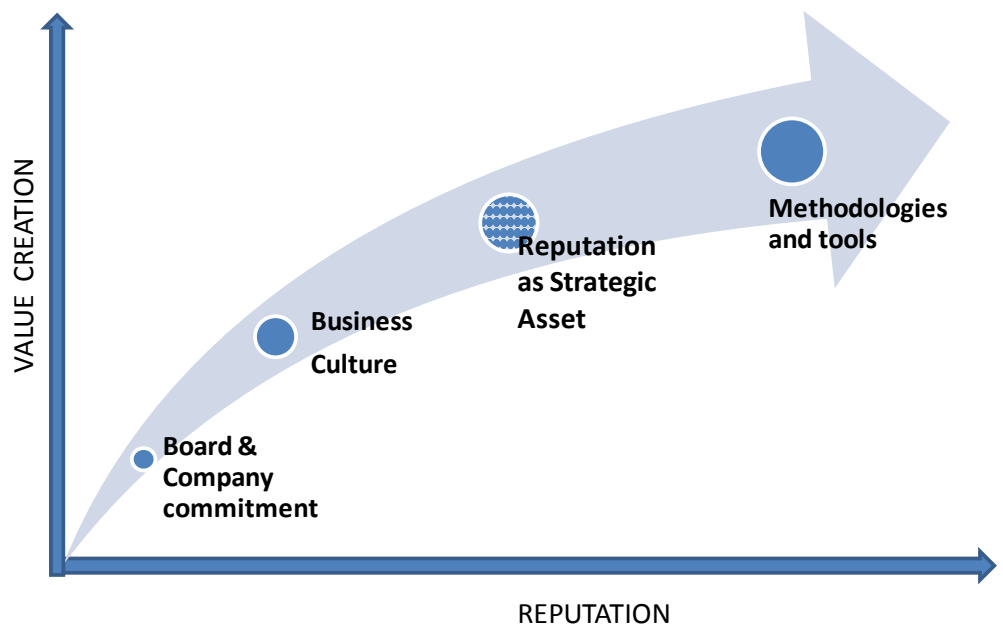 VALUE CREATION
Methodologies
and tools
Reputation
as Strategic
Asset
Business
Culture
Board &
Company
commitment
REPUTATION